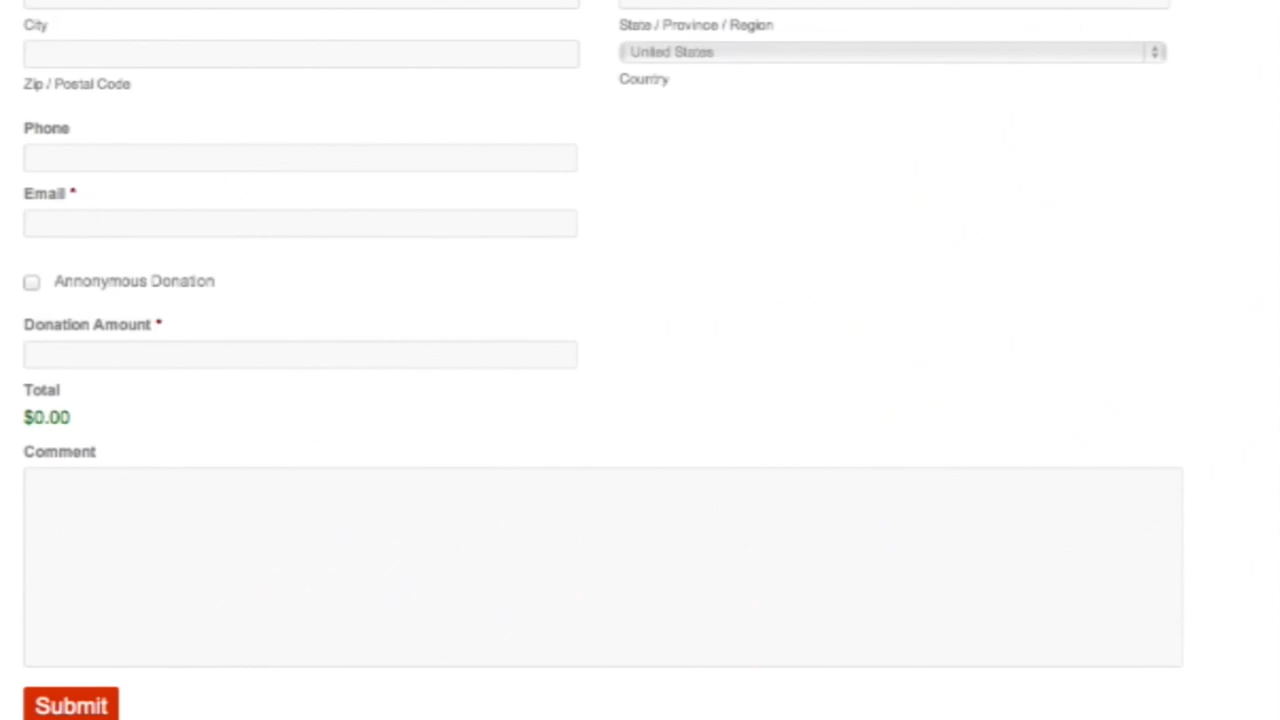 City
State / Province / Region
United States
Zip / Postal Code
Country
Phone
Email *
Annonymous Donation
Donation Amount *
Total
$0.00
Comment
Submit